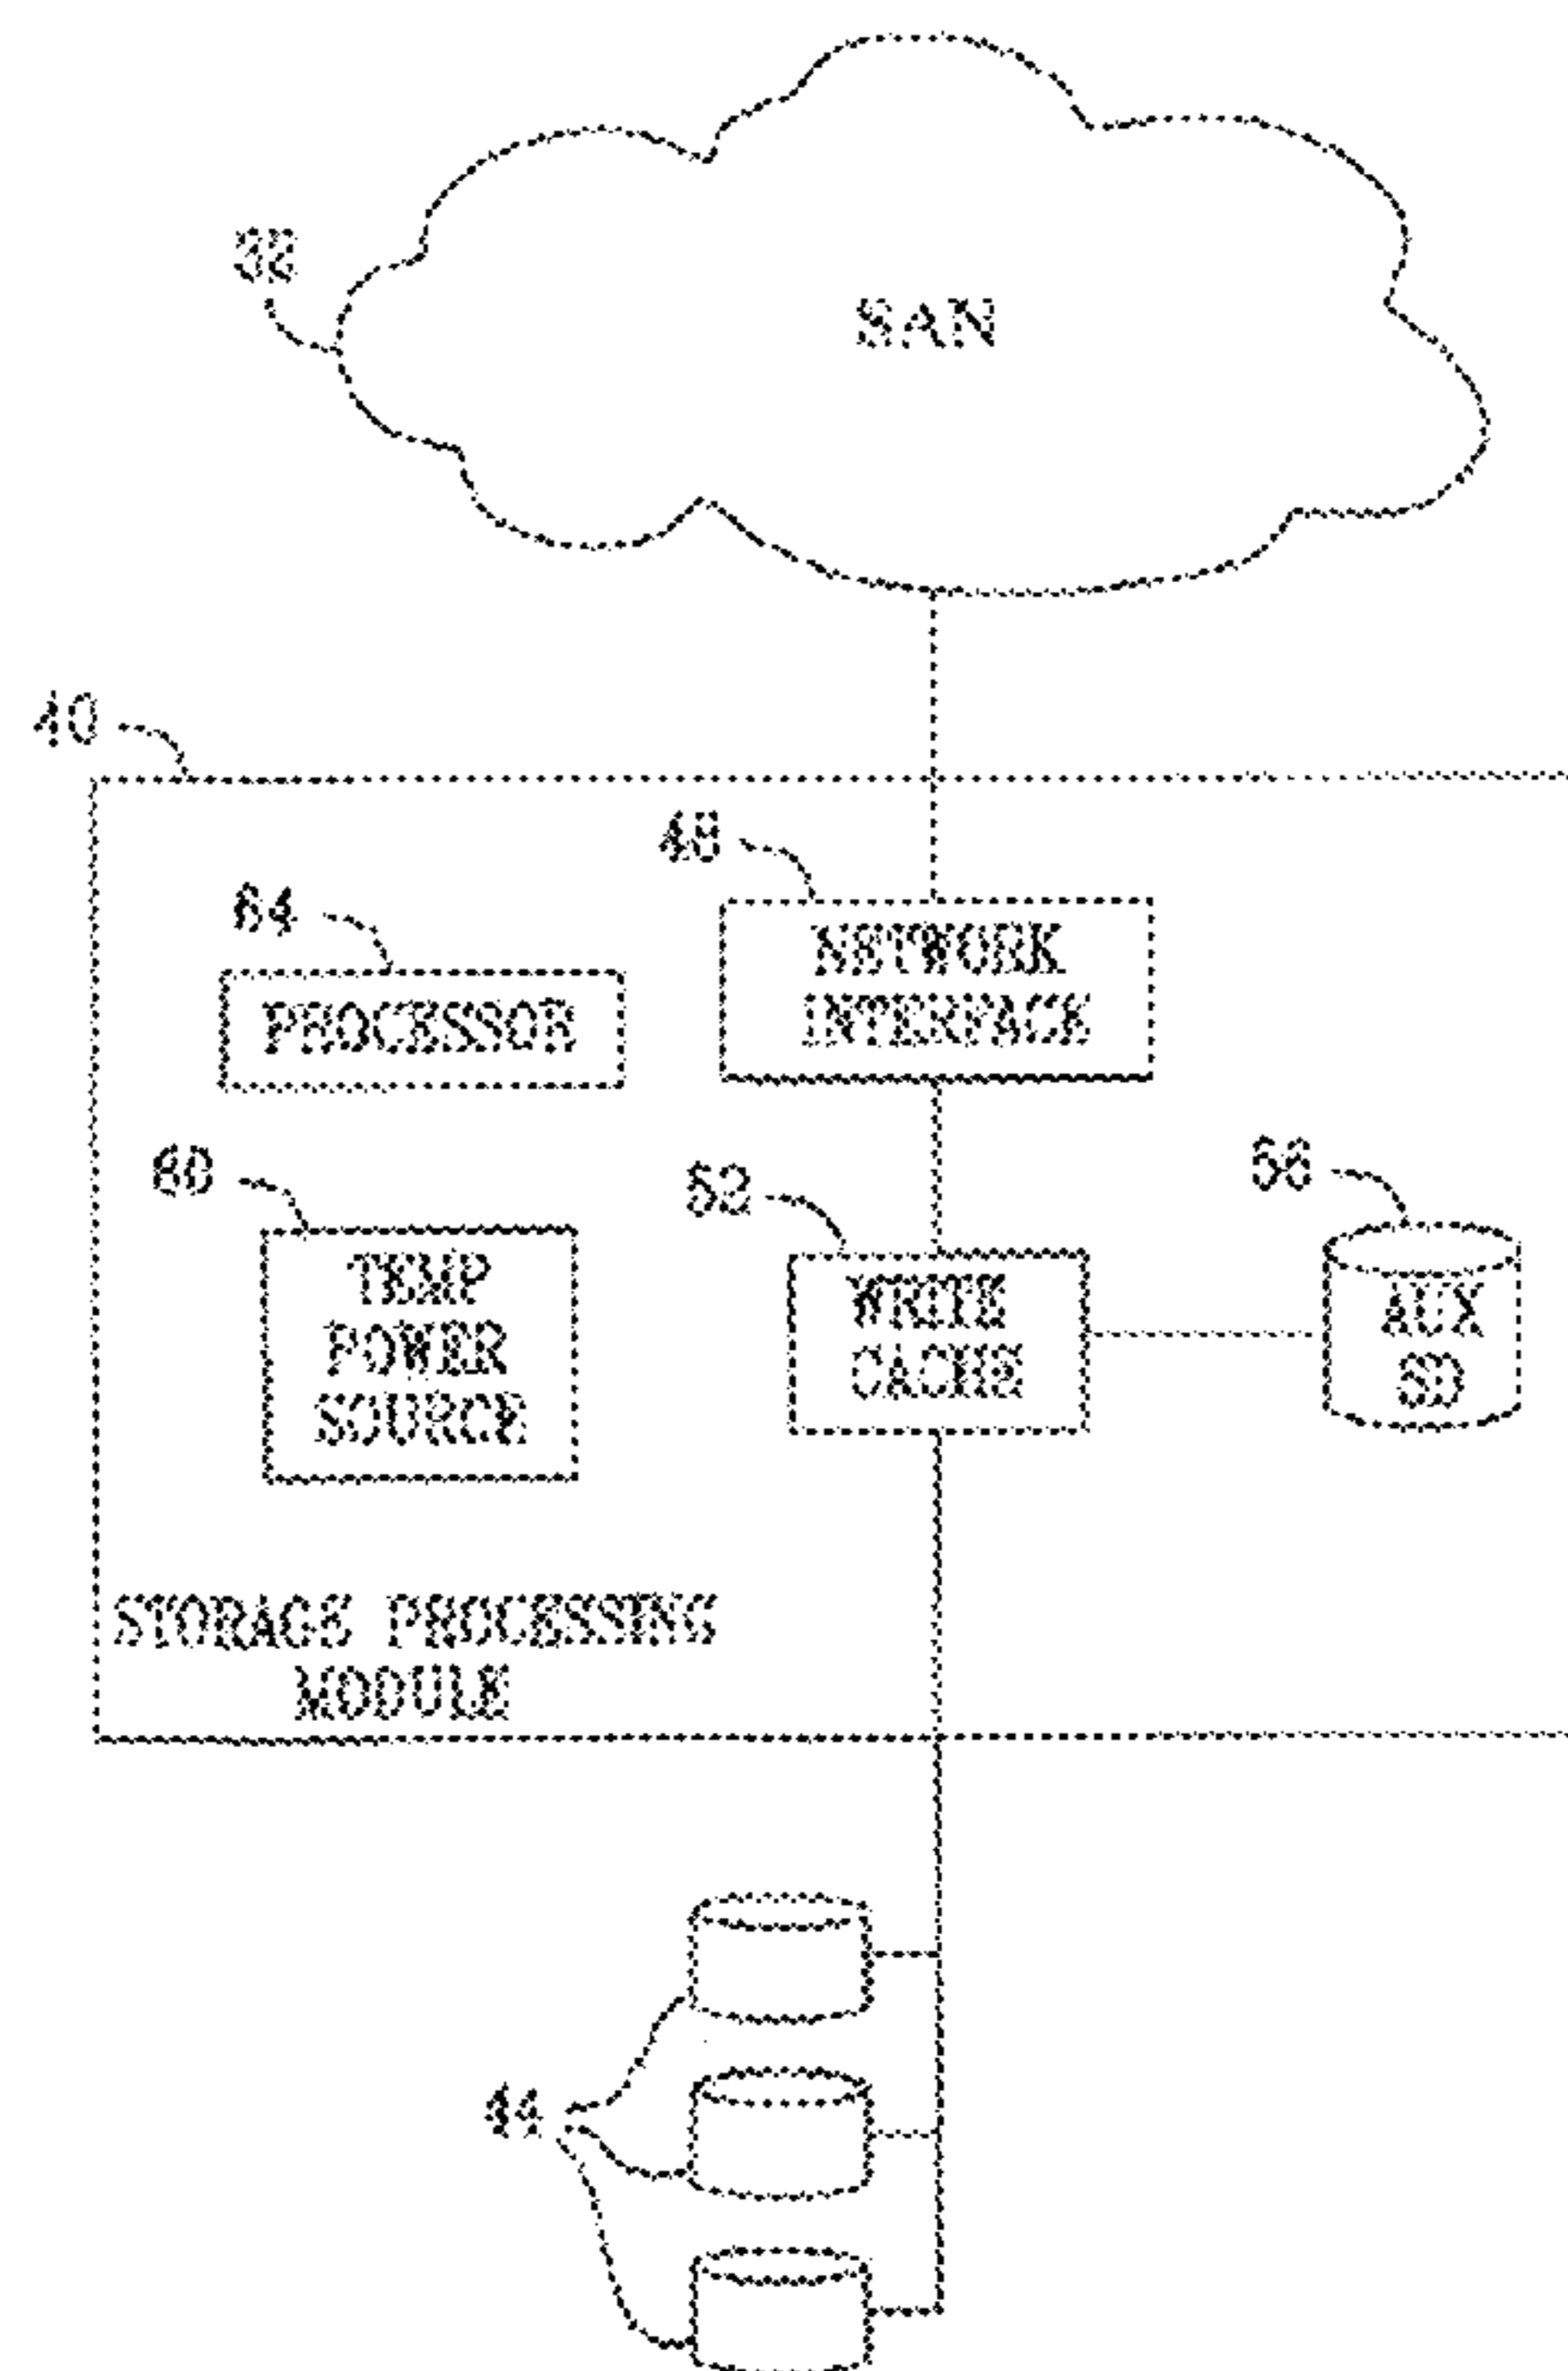 32
SAN
40
48
64
NETWORK
INTERFACE
PROCESSOR
60
52
56
TEMP
POWER
SOURCE
WRITE
CACHE
AUX
SD
STORAGE PROCESSING
MODULE
44